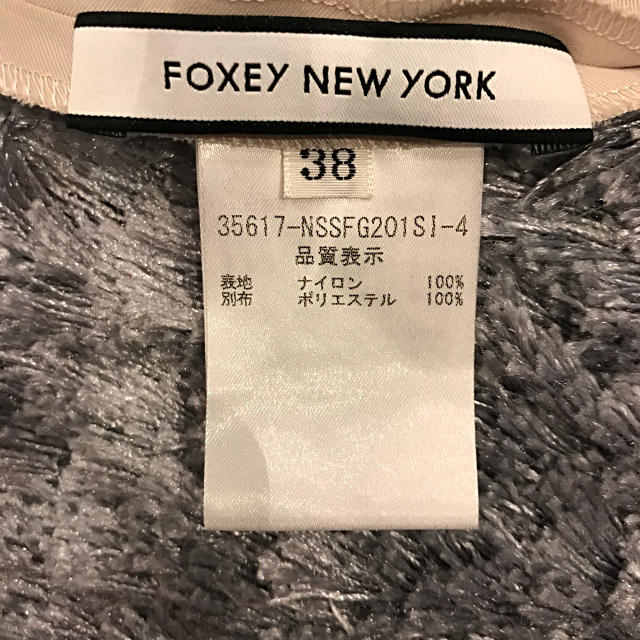 FOXEY NEW YORK
38
35617-NSSFG201SI-4
品質表示
表地 ナイロン 100%
別布 ポリエステル 100%